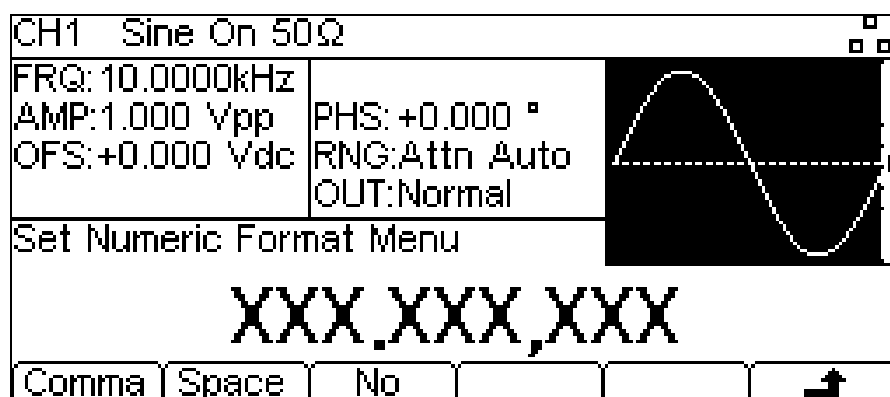 CH1 Sine On 50Ω
FRQ:10.0000kHz
AMP:1.000 Vpp
OFS:+0.000 Vdc
PHS:+0.000 °
RNG:Attn Auto
OUT:Normal
Set Numeric Format Menu
XXX.XXX,XXX
Comma Space No